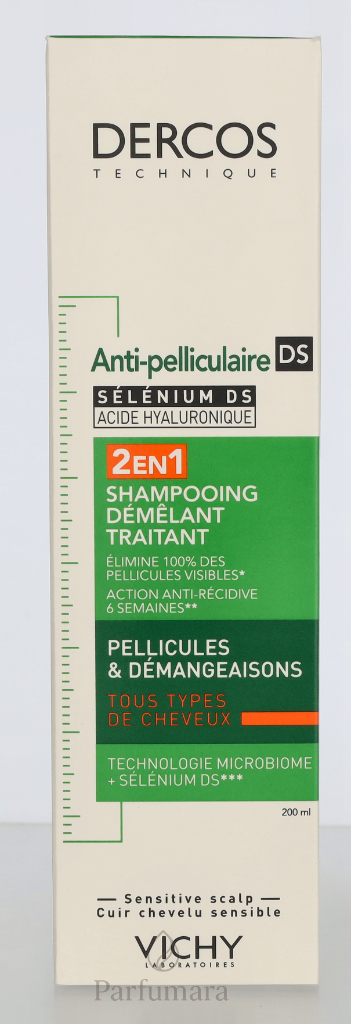 DERCOS
TECHNIQUE
Anti-pelliculaire DS
SÉLÉNIUM DS
ACIDE HYALURONIQUE
2EN1
SHAMPOOING
DÉMÊLANT
TRAITANT
ÉLIMINE 100% DES
PELLICULES VISIBLES*
ACTION ANTI-RÉCIDIVE
6 SEMAINES**
PELLICULES
& DÉMANGEAISONS
TOUS TYPES
DE CHEVEUX
TECHNOLOGIE MICROBIOME
+ SÉLÉNIUM DS***
200 ml
— Sensitive scalp —
Cuir chevelu sensible
VICHY
LABORATOIRES
Parfumara